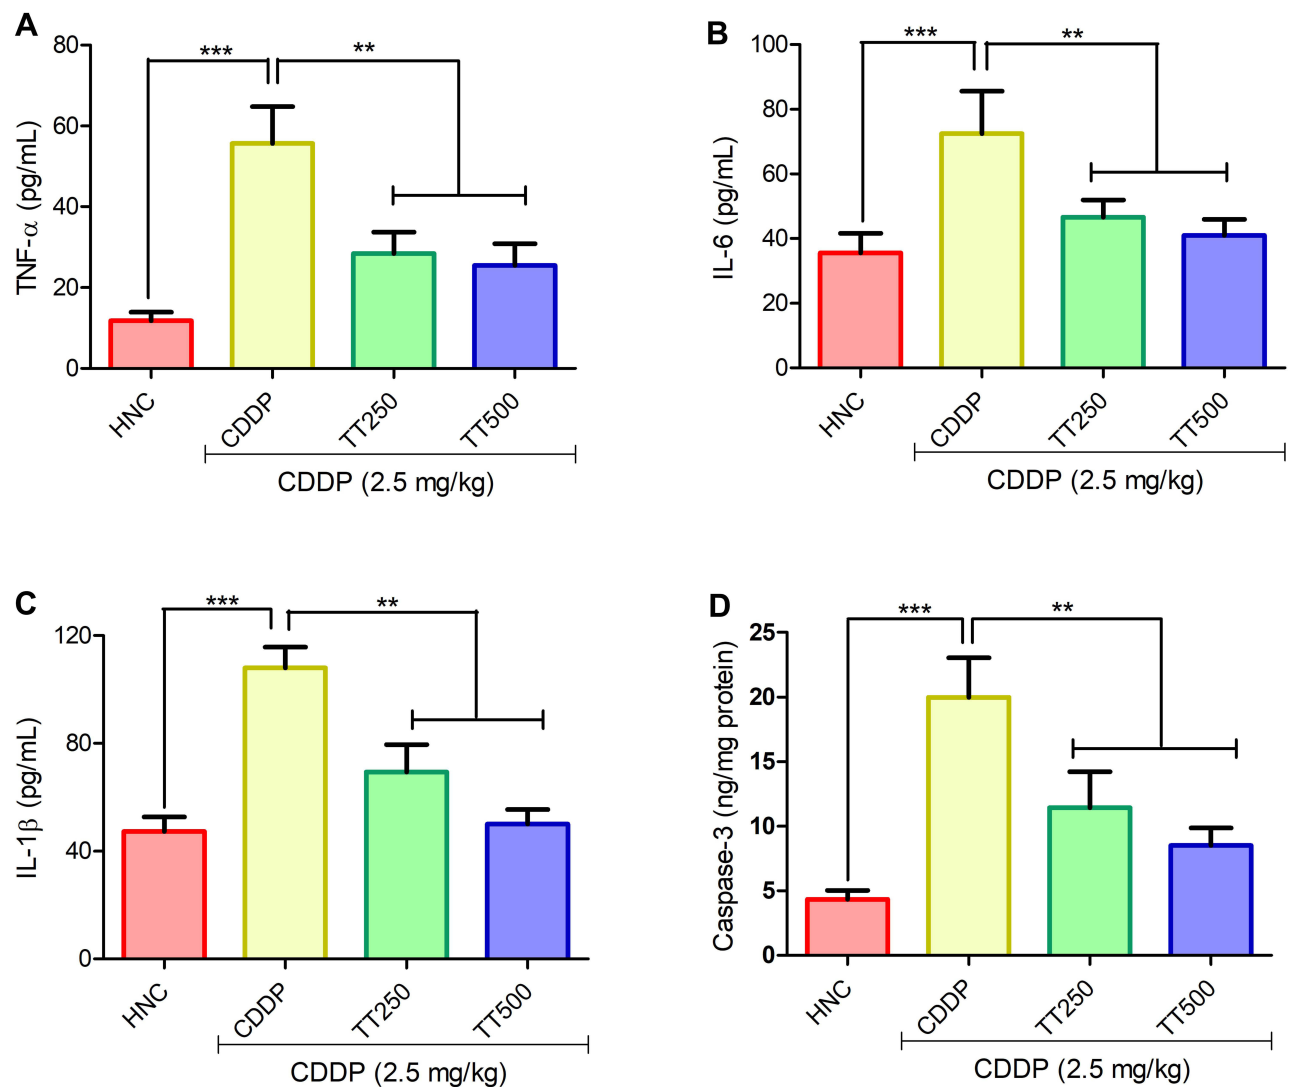 A
TNF-α (pg/mL)
80
60
40
20
0
***
**
HNC
CDDP
TT250
TT500
CDDP (2.5 mg/kg)
B
IL-6 (pg/mL)
100
80
60
40
20
0
***
**
HNC
CDDP
TT250
TT500
CDDP (2.5 mg/kg)
C
IL-1β (pg/mL)
120
80
40
0
***
**
HNC
CDDP
TT250
TT500
CDDP (2.5 mg/kg)
D
Caspase-3 (ng/mg protein)
25
20
15
10
5
0
***
**
HNC
CDDP
TT250
TT500
CDDP (2.5 mg/kg)